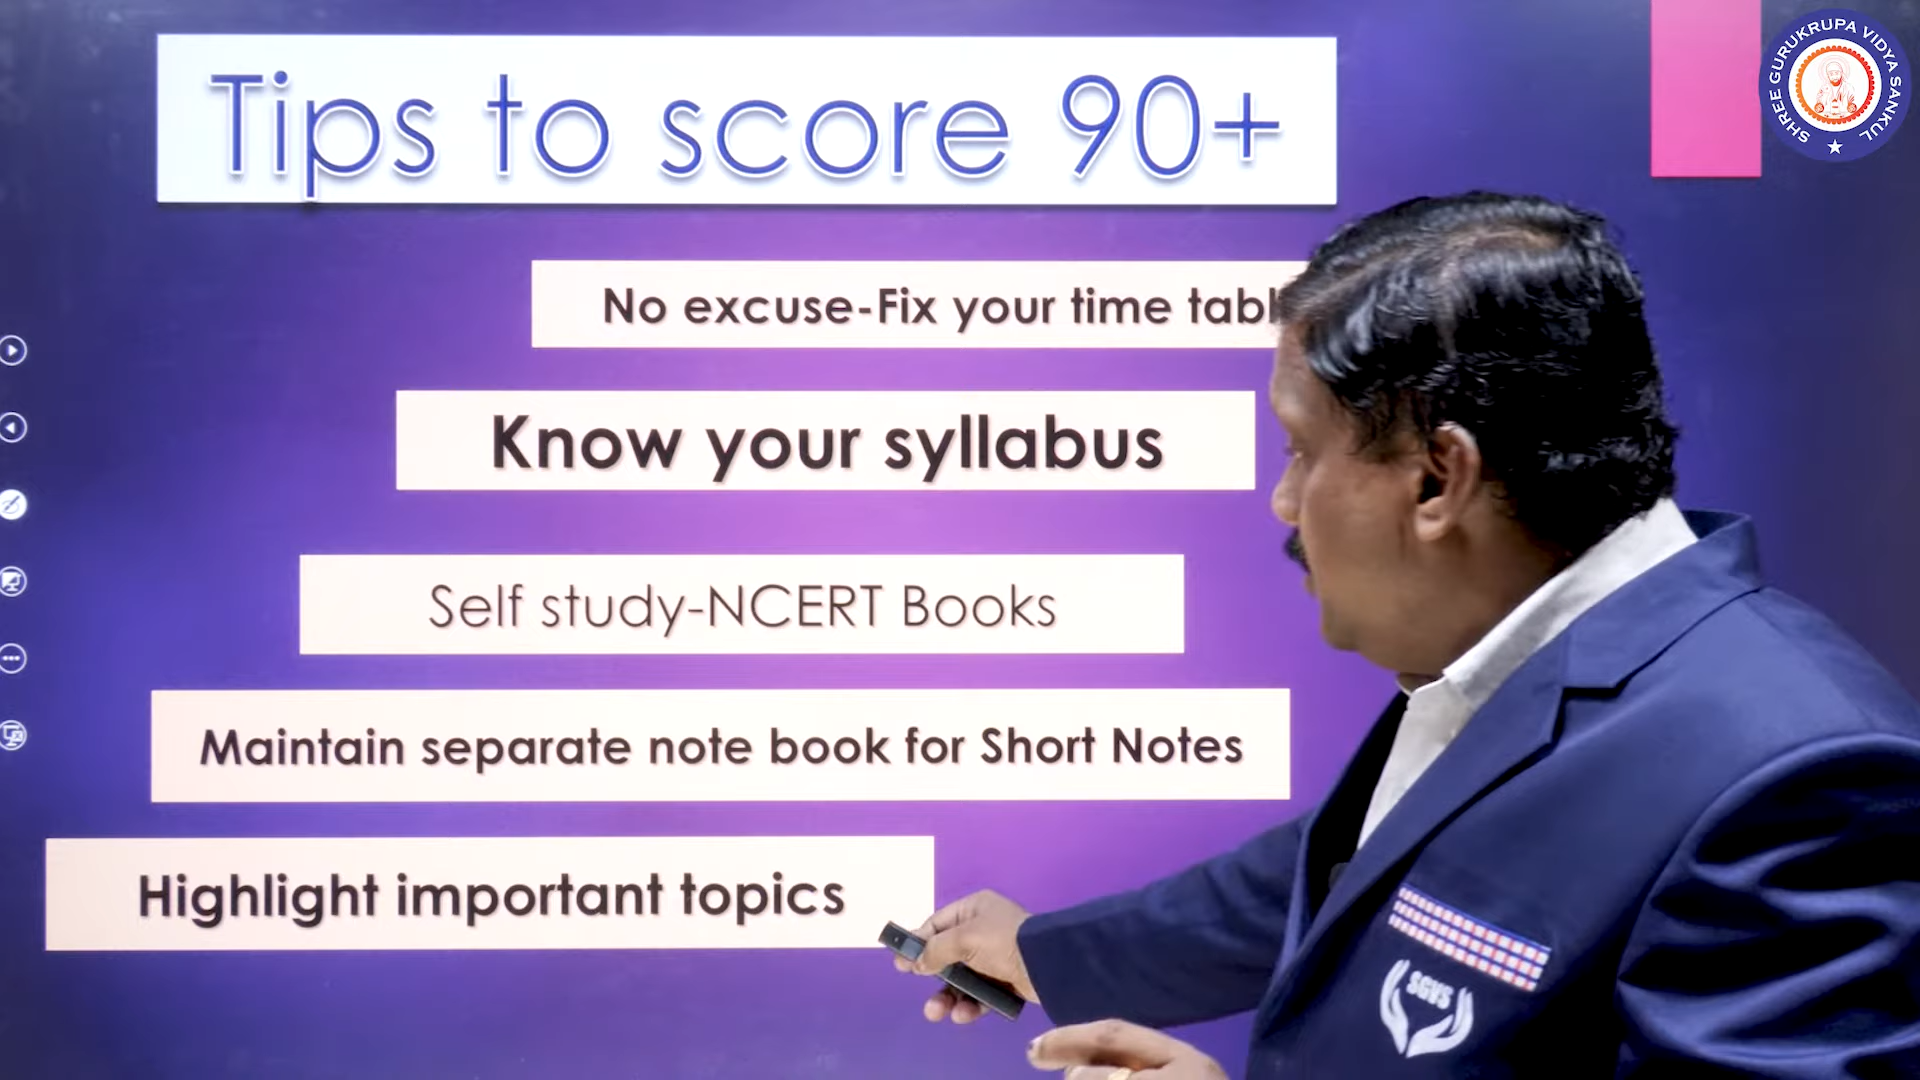 Tips to score 90+
SHREE GURUKRUPA VIDYA SANKUL
No excuse-Fix your time
Know your syllabus
Self study-NCERT Books
Maintain separate note book for Short Notes
Highlight important topics
SGVS